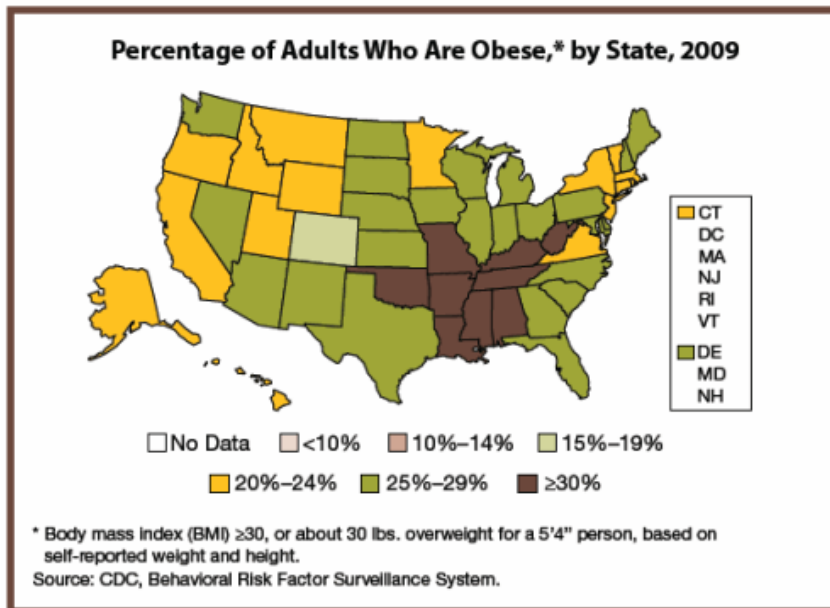 Percentage of Adults Who Are Obese,* by State, 2009
CT
DC
MA
NJ
RI
VT
DE
MD
NH
No Data <10% 10%–14% 15%–19%
20%–24% 25%–29% ≥30%
* Body mass index (BMI) ≥30, or about 30 lbs. overweight for a 5'4” person, based on
self-reported weight and height.
Source: CDC, Behavioral Risk Factor Surveillance System.